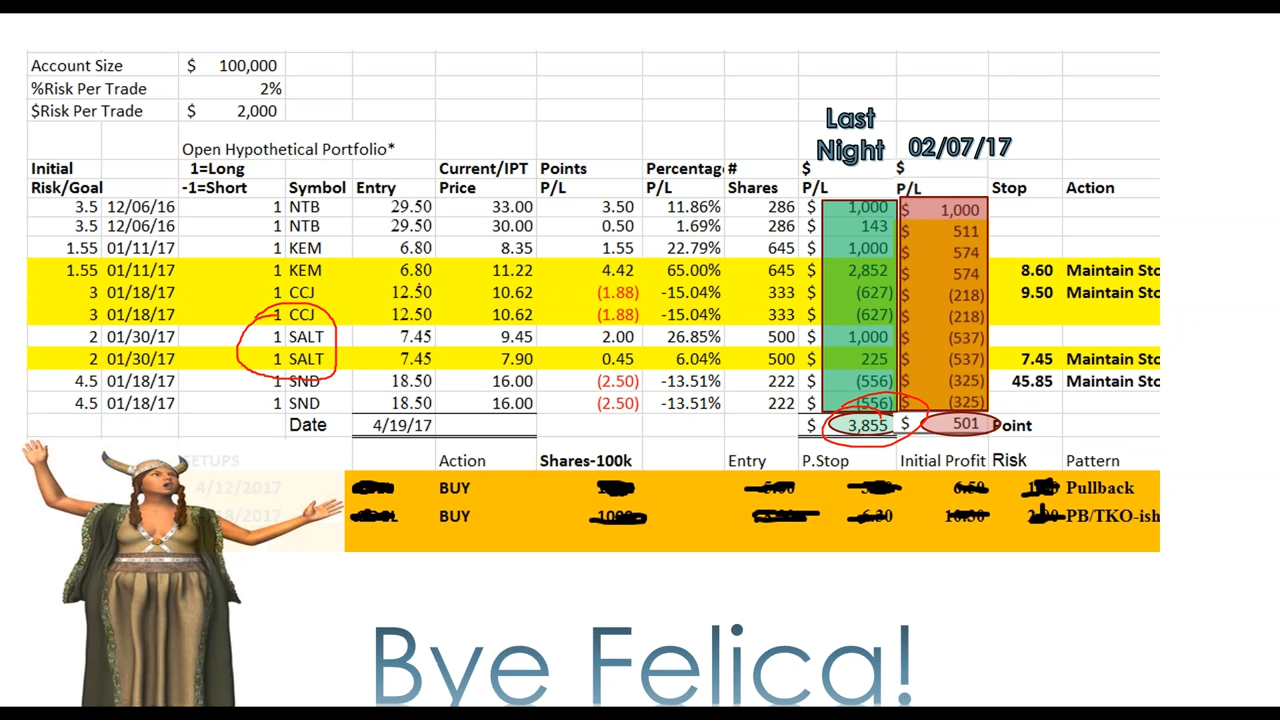 Account Size $ 100,000
%Risk Per Trade 2%
$Risk Per Trade $ 2,000
Last
Night 02/07/17
Open Hypothetical Portfolio*
Initial 1=Long Current/IPT Points Percentag # $ $
Risk/Goal -1=Short Symbol Entry Price P/L P/L Shares P/L P/L Stop Action
3.5 12/06/16 1 NTB 29.50 33.00 3.50 11.86% 286 $ 1,000 $ 1,000
3.5 12/06/16 1 NTB 29.50 30.00 0.50 1.69% 286 $ 143 $ 511
1.55 01/11/17 1 KEM 6.80 8.35 1.55 22.79% 645 $ 1,000 $ 574
1.55 01/11/17 1 KEM 6.80 11.22 4.42 65.00% 645 $ 2,852 $ 574 8.60 Maintain Sto
3 01/18/17 1 CCJ 12.50 10.62 (1.88) -15.04% 333 $ (627) $ (218) 9.50 Maintain Sto
3 01/18/17 1 CCJ 12.50 10.62 (1.88) -15.04% 333 $ (627) $ (218)
2 01/30/17 1 SALT 7.45 9.45 2.00 26.85% 500 $ 1,000 $ (537)
2 01/30/17 1 SALT 7.45 7.90 0.45 6.04% 500 $ 225 $ (537) 7.45 Maintain Sto
4.5 01/18/17 1 SND 18.50 16.00 (2.50) -13.51% 222 $ (556) $ (325) 45.85 Maintain Sto
4.5 01/18/17 1 SND 18.50 16.00 (2.50) -13.51% 222 $ (556) $ (325)
Date 4/19/17 $ 3,855 $ 501 Point
SETUPS Action Shares-100k Entry P.Stop Initial Profit Risk Pattern
4/12/2017 BUY Pullback
BUY PB/TKO-ish
Bye Felica!